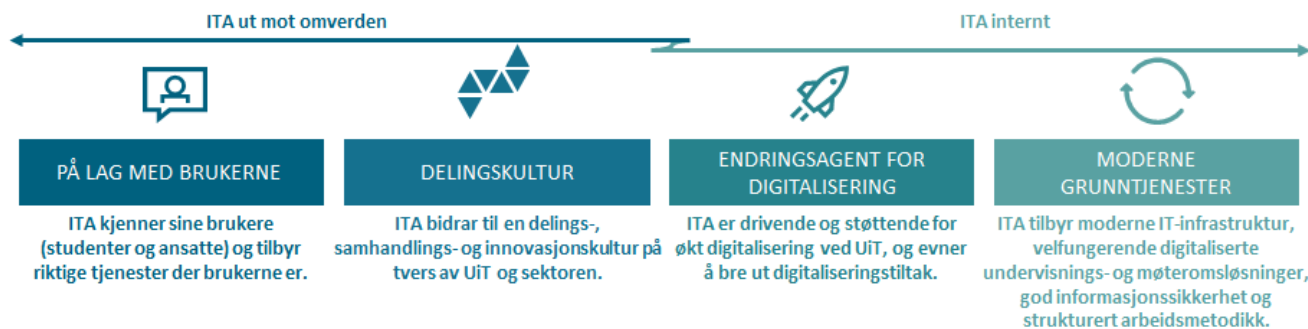 ITA ut mot omverden
ITA internt
PÅ LAG MED BRUKERNE
ITA kjenner sine brukere
(studenter og ansatte) og tilbyr
riktige tjenester der brukerne er.
DELINGSKULTUR
ITA bidrar til en delings-,
samhandlings- og innovasjonskultur på
tvers av UiT og sektoren.
ENDRINGSAGENT FOR
DIGITALISERING
ITA er drivende og støttende for
økt digitalisering ved UiT, og evner
å bre ut digitaliseringstiltak.
MODERNE
GRUNNTJENESTER
ITA tilbyr moderne IT-infrastruktur,
velfungerende digitaliserte
undervisnings- og møteromsløsninger,
god informasjonssikkerhet og
strukturert arbeidsmetodikk.